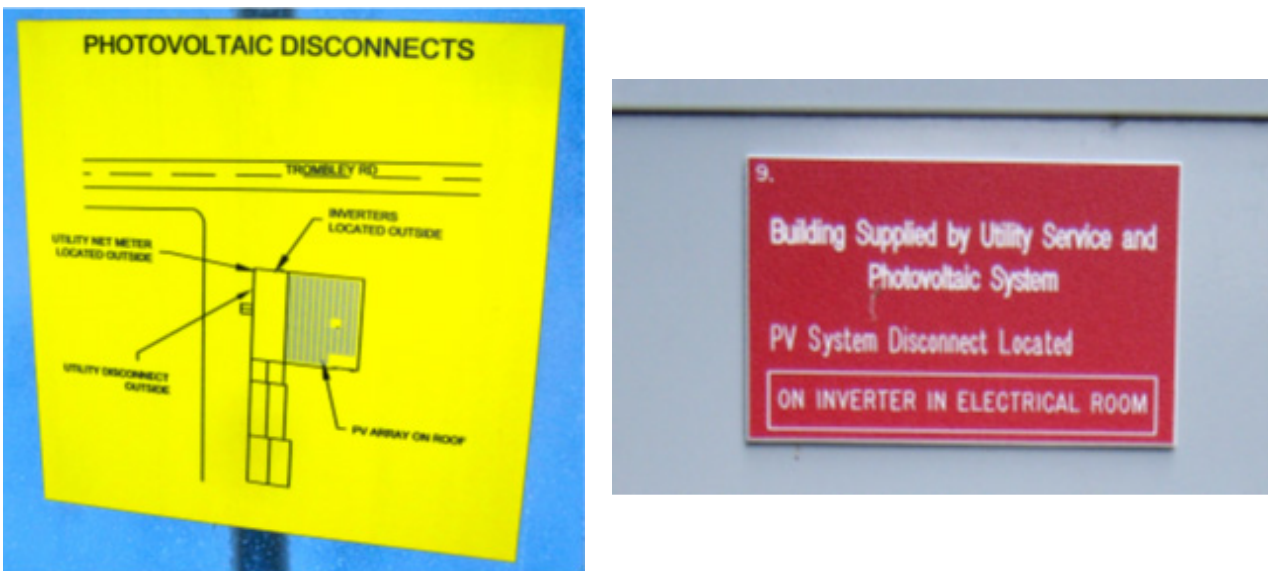 PHOTOVOLTAIC DISCONNECTS
TROMBLEY RD
INVERTERS
LOCATED OUTSIDE
UTILITY NET METER
LOCATED OUTSIDE
UTILITY DISCONNECT
OUTSIDE
PV ARRAY ON ROOF
9.
Building Supplied by Utility Service and
Photovoltaic System
PV System Disconnect Located
ON INVERTER IN ELECTRICAL ROOM